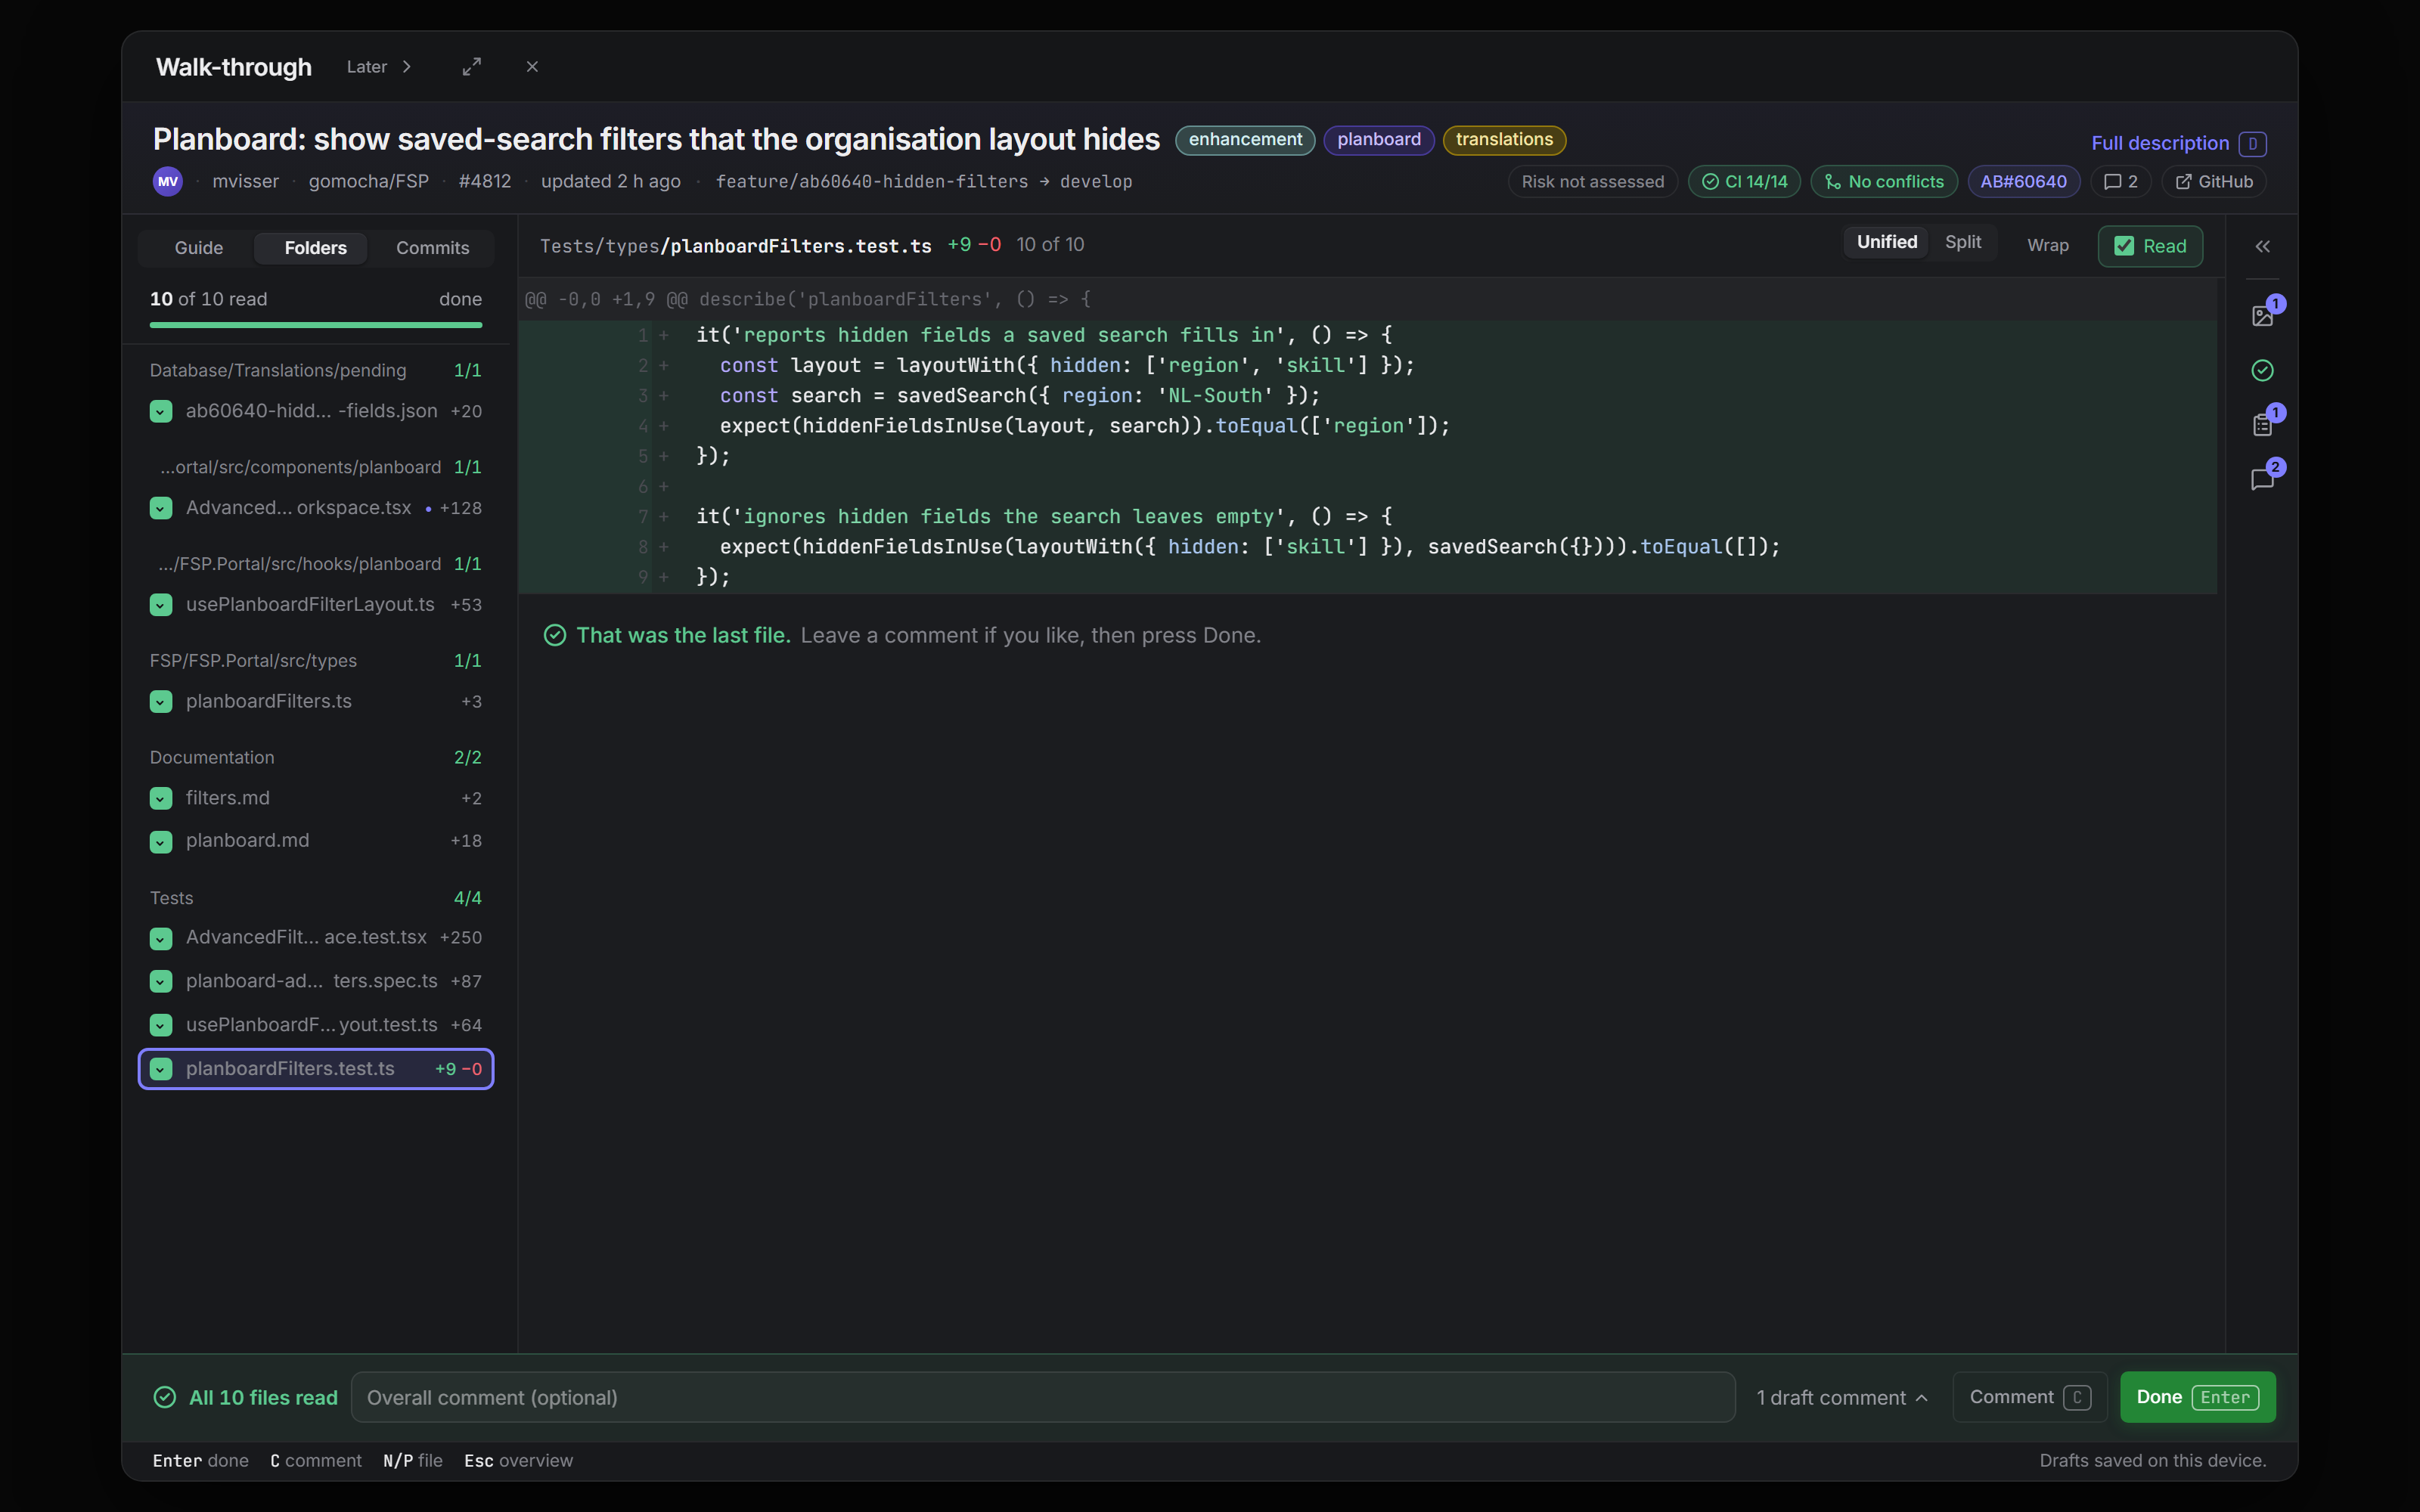 Walk-through Later
Planboard: show saved-search filters that the organisation layout hides enhancement planboard translations
Full description D
MV · mvisser · gomocha/FSP · #4812 · updated 2 h ago · feature/ab60640-hidden-filters → develop
Risk not assessed CI 14/14 No conflicts AB#60640 2 GitHub
Guide Folders Commits
10 of 10 read done
Database/Translations/pending 1/1
ab60640-hidd... -fields.json +20
...ortal/src/components/planboard 1/1
Advanced... orkspace.tsx • +128
.../FSP.Portal/src/hooks/planboard 1/1
usePlanboardFilterLayout.ts +53
FSP/FSP.Portal/src/types 1/1
planboardFilters.ts +3
Documentation 2/2
filters.md +2
planboard.md +18
Tests 4/4
AdvancedFilt... ace.test.tsx +250
planboard-ad... ters.spec.ts +87
usePlanboardF... yout.test.ts +64
planboardFilters.test.ts +9 −0
Tests/types/planboardFilters.test.ts +9 −0 10 of 10
Unified Split Wrap Read
@@ -0,0 +1,9 @@ describe('planboardFilters', () => {
1 + it('reports hidden fields a saved search fills in', () => {
2 + const layout = layoutWith({ hidden: ['region', 'skill'] });
3 + const search = savedSearch({ region: 'NL-South' });
4 + expect(hiddenFieldsInUse(layout, search)).toEqual(['region']);
5 + });
6 +
7 + it('ignores hidden fields the search leaves empty', () => {
8 + expect(hiddenFieldsInUse(layoutWith({ hidden: ['skill'] }), savedSearch({}))).toEqual([]);
9 + });
That was the last file. Leave a comment if you like, then press Done.
1
1
2
All 10 files read Overall comment (optional) 1 draft comment Comment C Done Enter
Enter done C comment N/P file Esc overview
Drafts saved on this device.